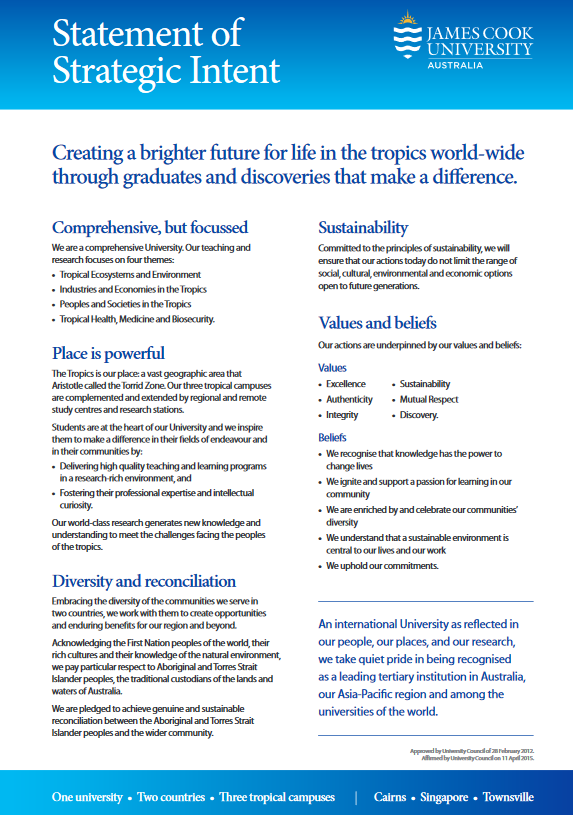 Statement of
Strategic Intent
JAMES COOK
UNIVERSITY
AUSTRALIA
Creating a brighter future for life in the tropics world-wide
through graduates and discoveries that make a difference.
Comprehensive, but focussed
We are a comprehensive University. Our teaching and
research focuses on four themes:
• Tropical Ecosystems and Environment
• Industries and Economies in the Tropics
• Peoples and Societies in the Tropics
• Tropical Health, Medicine and Biosecurity.
Place is powerful
The Tropics is our place: a vast geographic area that
Aristotle called the Torrid Zone. Our three tropical campuses
are complemented and extended by regional and remote
study centres and research stations.
Students are at the heart of our University and we inspire
them to make a difference in their fields of endeavour and
in their communities by:
• Delivering high quality teaching and learning programs
in a research-rich environment, and
• Fostering their professional expertise and intellectual
curiosity.
Our world-class research generates new knowledge and
understanding to meet the challenges facing the peoples
of the tropics.
Diversity and reconciliation
Embracing the diversity of the communities we serve in
two countries, we work with them to create opportunities
and enduring benefits for our region and beyond.
Acknowledging the First Nation peoples of the world, their
rich cultures and their knowledge of the natural environment,
we pay particular respect to Aboriginal and Torres Strait
Islander peoples, the traditional custodians of the lands and
waters of Australia.
We are pledged to achieve genuine and sustainable
reconciliation between the Aboriginal and Torres Strait
Islander peoples and the wider community.
Sustainability
Committed to the principles of sustainability, we will
ensure that our actions today do not limit the range of
social, cultural, environmental and economic options
open to future generations.
Values and beliefs
Our actions are underpinned by our values and beliefs:
Values
• Excellence • Sustainability
• Authenticity • Mutual Respect
• Integrity • Discovery.
Beliefs
• We recognise that knowledge has the power to
change lives
• We ignite and support a passion for learning in our
community
• We are enriched by and celebrate our communities'
diversity
• We understand that a sustainable environment is
central to our lives and our work
• We uphold our commitments.
An international University as reflected in
our people, our places, and our research,
we take quiet pride in being recognised
as a leading tertiary institution in Australia,
our Asia-Pacific region and among the
universities of the world.
Approved by University Council of 28 February 2012.
Affirmed by University Council on 11 April 2015.
One university • Two countries • Three tropical campuses | Cairns • Singapore • Townsville